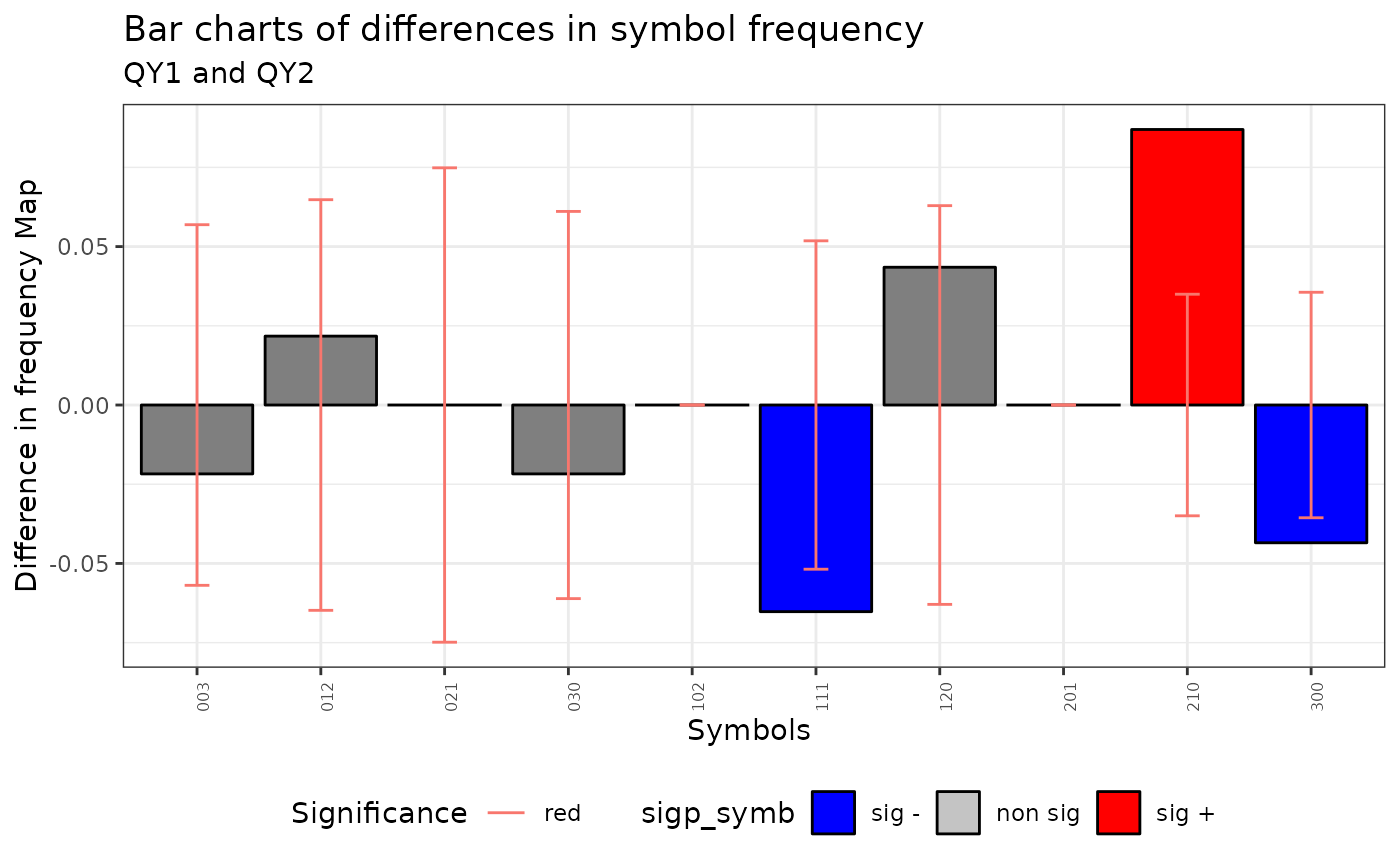 Bar charts of differences in symbol frequency
QY1 and QY2
Difference in frequency Map
0.05
0.00
-0.05
003 012 021 030 102 111 120 201 210 300
Symbols
Significance red sigp_symb sig - non sig sig +